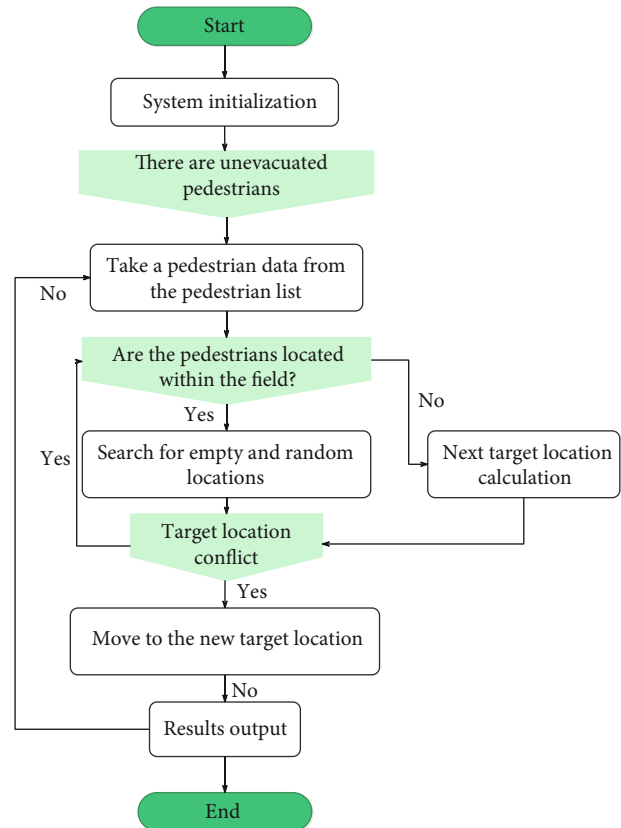 Start
System initialization
There are unevacuated
pedestrians
Take a pedestrian data from
the pedestrian list
No
Are the pedestrians located
within the field?
Yes
No
Yes
Search for empty and random
locations
Next target location
calculation
Target location
conflict
Yes
Move to the new target location
No
Results output
End